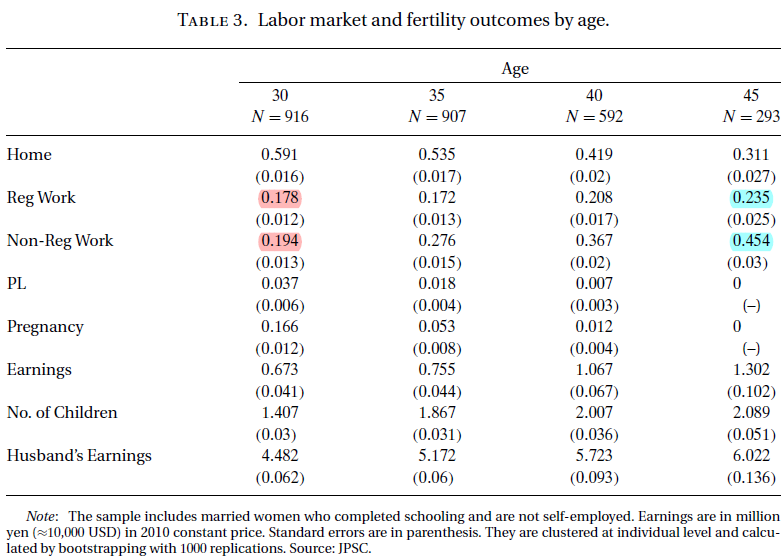 TABLE 3. Labor market and fertility outcomes by age.
Age
30 35 40 45
N = 916 N = 907 N = 592 N = 293
Home 0.591 0.535 0.419 0.311
(0.016) (0.017) (0.02) (0.027)
Reg Work 0.178 0.172 0.208 0.235
(0.012) (0.013) (0.017) (0.025)
Non-Reg Work 0.194 0.276 0.367 0.454
(0.013) (0.015) (0.02) (0.03)
PL 0.037 0.018 0.007 0
(0.006) (0.004) (0.003) (–)
Pregnancy 0.166 0.053 0.012 0
(0.012) (0.008) (0.004) (–)
Earnings 0.673 0.755 1.067 1.302
(0.041) (0.044) (0.067) (0.102)
No. of Children 1.407 1.867 2.007 2.089
(0.03) (0.031) (0.036) (0.051)
Husband's Earnings 4.482 5.172 5.723 6.022
(0.062) (0.06) (0.093) (0.136)
Note: The sample includes married women who completed schooling and are not self-employed. Earnings are in million
yen (≈10,000 USD) in 2010 constant price. Standard errors are in parenthesis. They are clustered at individual level and calcu-
lated by bootstrapping with 1000 replications. Source: JPSC.